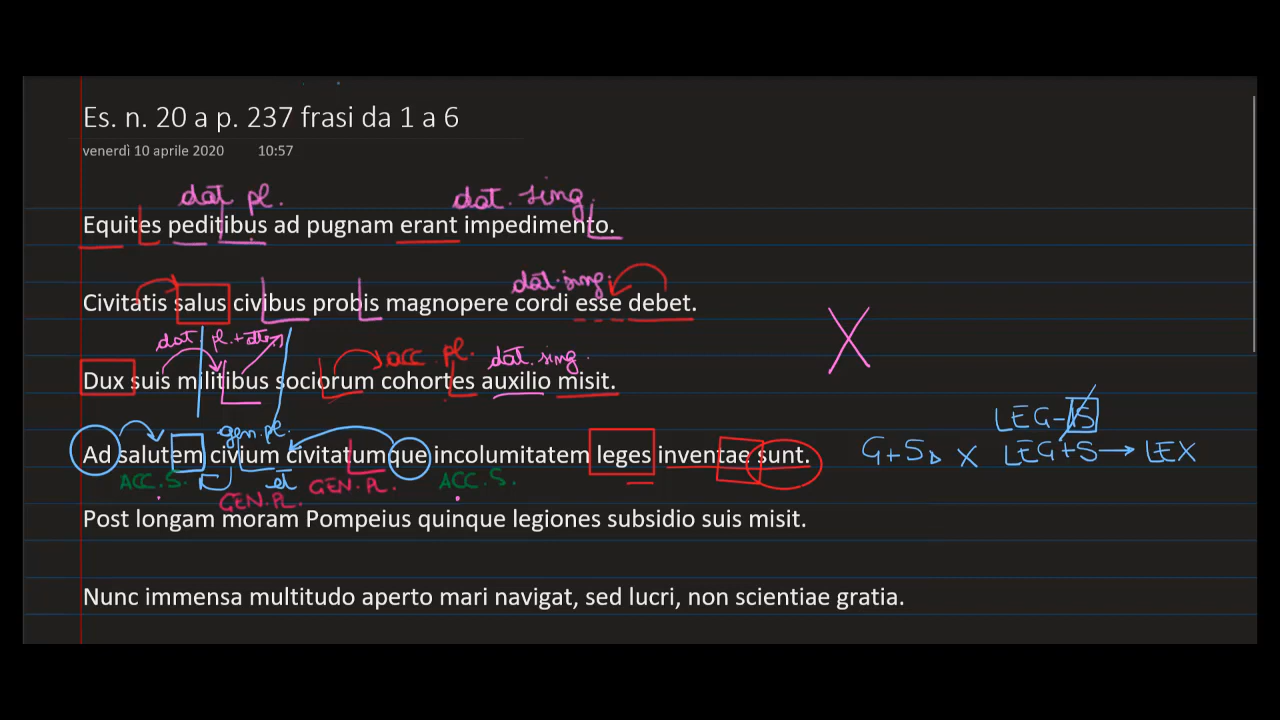 Es. n. 20 a p. 237 frasi da 1 a 6
venerdì 10 aprile 2020 10:57
dat pl. dat. sing.
Equites peditibus ad pugnam erant impedimento.
dat. sing.
Civitatis salus civibus probis magnopere cordi esse debet.
dat pl. + att. acc. pl. dat. sing.
Dux suis militibus sociorum cohortes auxilio misit.
LEG-IS
gen. pl.
Ad salutem civium civitatumque incolumitatem leges inventae sunt. G+S X LEG+S → LEX
ACC. S. GEN. PL. et GEN. PL. ACC. S.
Post longam moram Pompeius quinque legiones subsidio suis misit.
Nunc immensa multitudo aperto mari navigat, sed lucri, non scientiae gratia.